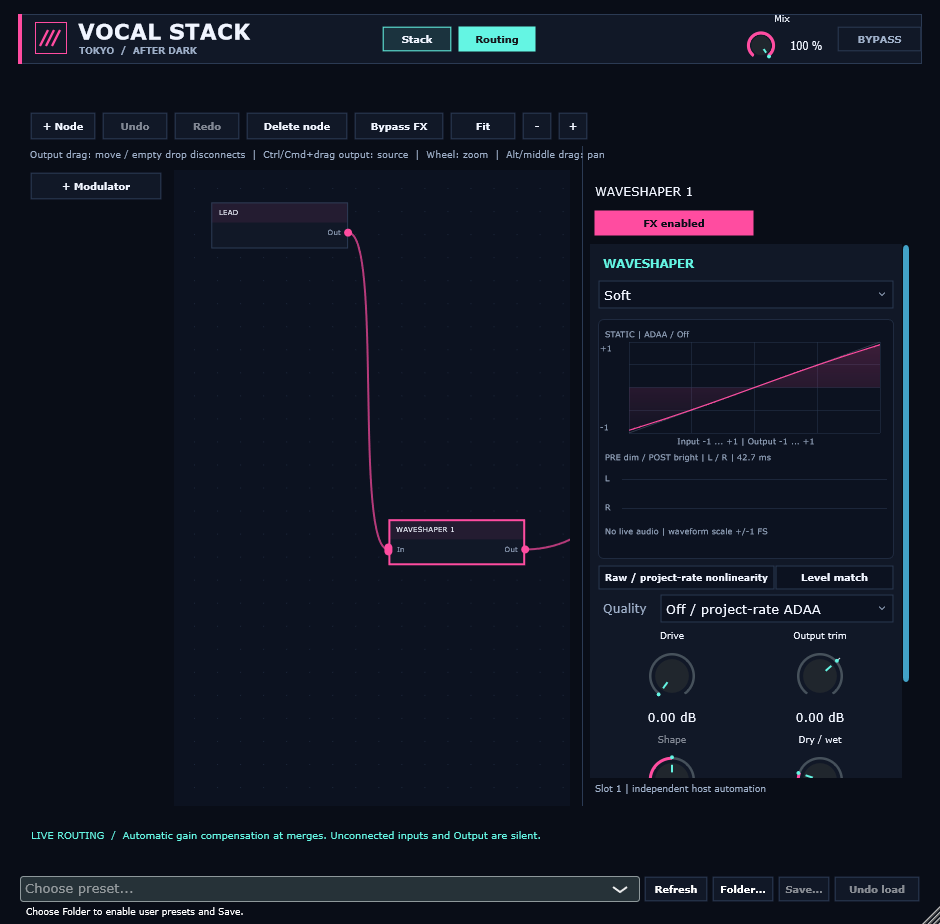 VOCAL STACK
TOKYO / AFTER DARK
Stack
Routing
Mix
100 %
BYPASS
+ Node
Undo
Redo
Delete node
Bypass FX
Fit
-
+
Output drag: move / empty drop disconnects | Ctrl/Cmd+drag output: source | Wheel: zoom | Alt/middle drag: pan
+ Modulator
LEAD
Out
WAVESHAPER 1
In
Out
WAVESHAPER 1
FX enabled
WAVESHAPER
Soft
STATIC | ADAA / Off
+1
-1
Input -1 ... +1 | Output -1 ... +1
PRE dim / POST bright | L / R | 42.7 ms
L
R
No live audio | waveform scale +/-1 FS
Raw / project-rate nonlinearity
Level match
Quality
Off / project-rate ADAA
Drive
Output trim
0.00 dB
0.00 dB
Shape
Dry / wet
Slot 1 | independent host automation
LIVE ROUTING / Automatic gain compensation at merges. Unconnected inputs and Output are silent.
Choose preset...
Refresh
Folder...
Save...
Undo load
Choose Folder to enable user presets and Save.